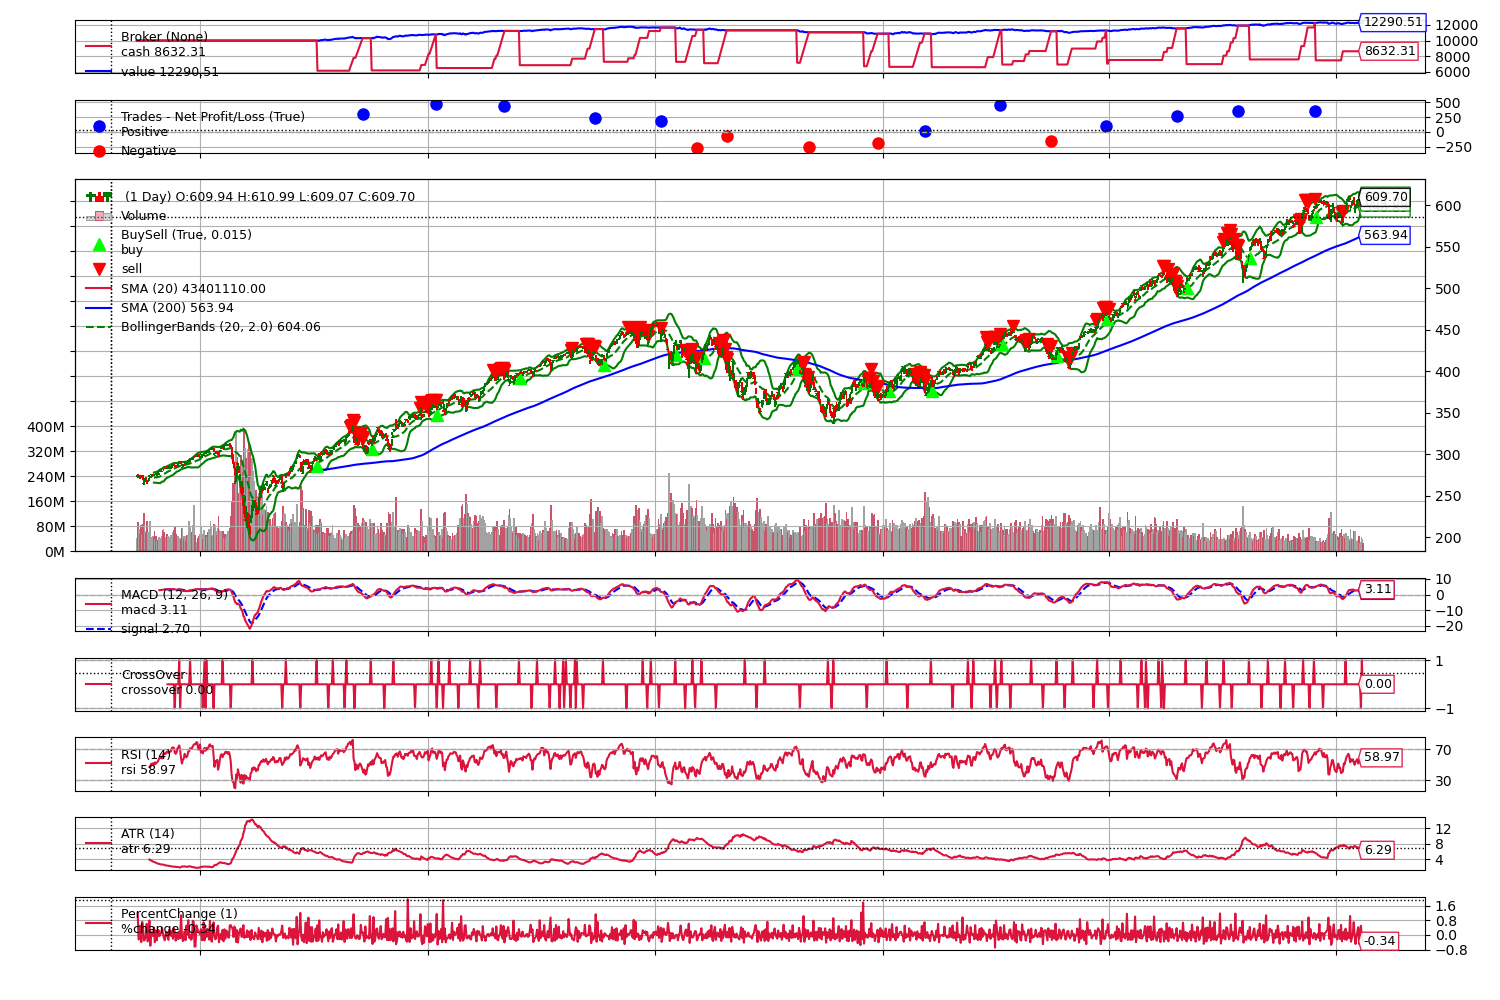 Broker (None)
cash 8632.31
value 12290.51
12290.51
8632.31
12000
10000
8000
6000
Trades - Net Profit/Loss (True)
Positive
Negative
500
250
0
−250
(1 Day) O:609.94 H:610.99 L:609.07 C:609.70
Volume
BuySell (True, 0.015)
buy
sell
SMA (20) 43401110.00
SMA (200) 563.94
BollingerBands (20, 2.0) 604.06
609.70
563.94
600
550
500
450
400
350
300
250
200
400M
320M
240M
160M
80M
0M
MACD (12, 26, 9)
macd 3.11
signal 2.70
3.11
10
0
−10
−20
CrossOver
crossover 0.00
0.00
1
−1
RSI (14)
rsi 58.97
58.97
70
30
ATR (14)
atr 6.29
6.29
12
8
4
PercentChange (1)
%change -0.34
-0.34
1.6
0.8
0.0
−0.8